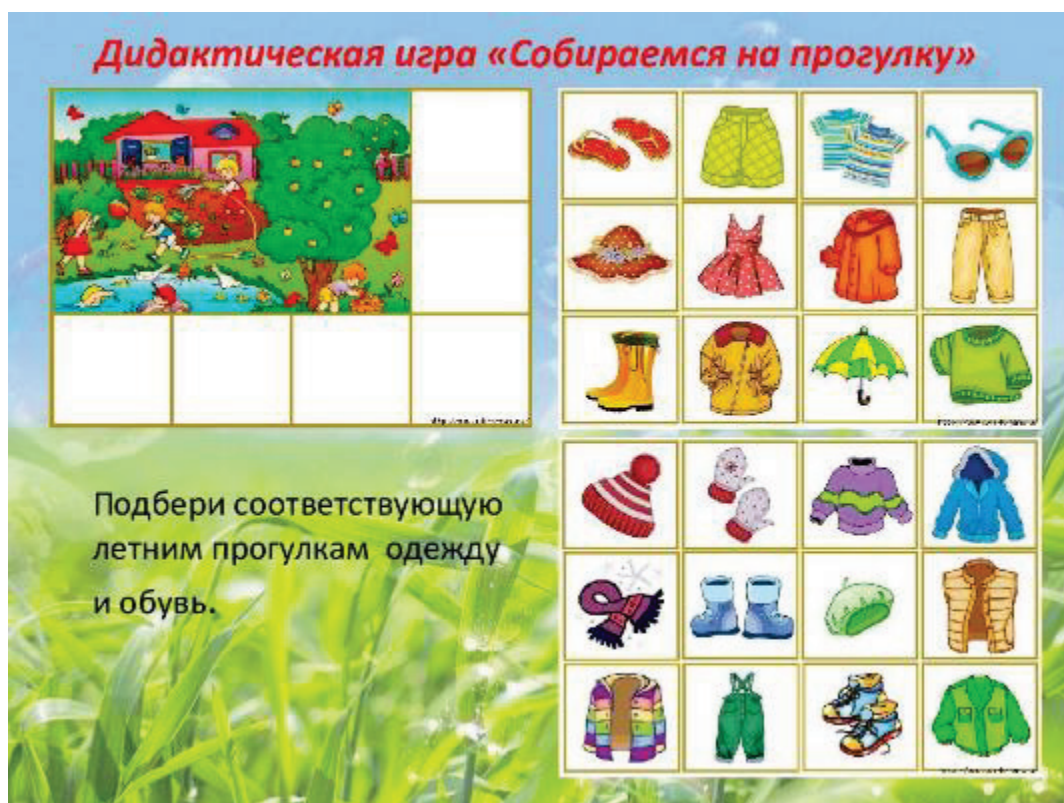 Дидактическая игра «Собираемся на прогулку»
Подбери соответствующую
летним прогулкам одежду
и обувь.